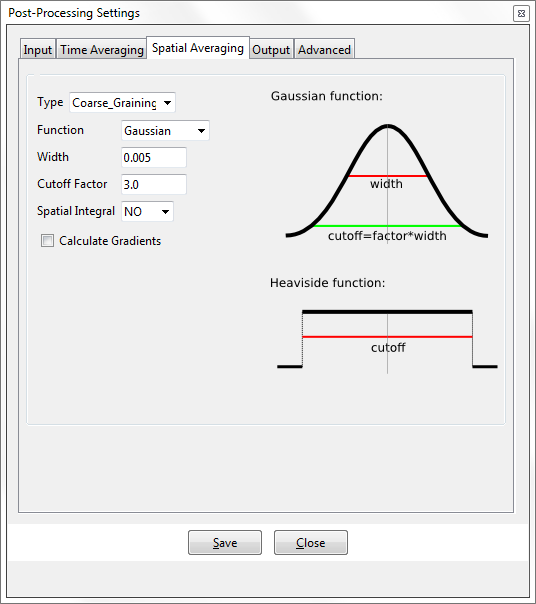 Post-Processing Settings
Input Time Averaging Spatial Averaging Output Advanced
Type Coarse_Graining
Function Gaussian
Width 0.005
Cutoff Factor 3.0
Spatial Integral NO
Calculate Gradients
Gaussian function:
width
cutoff=factor*width
Heaviside function:
cutoff
Save Close